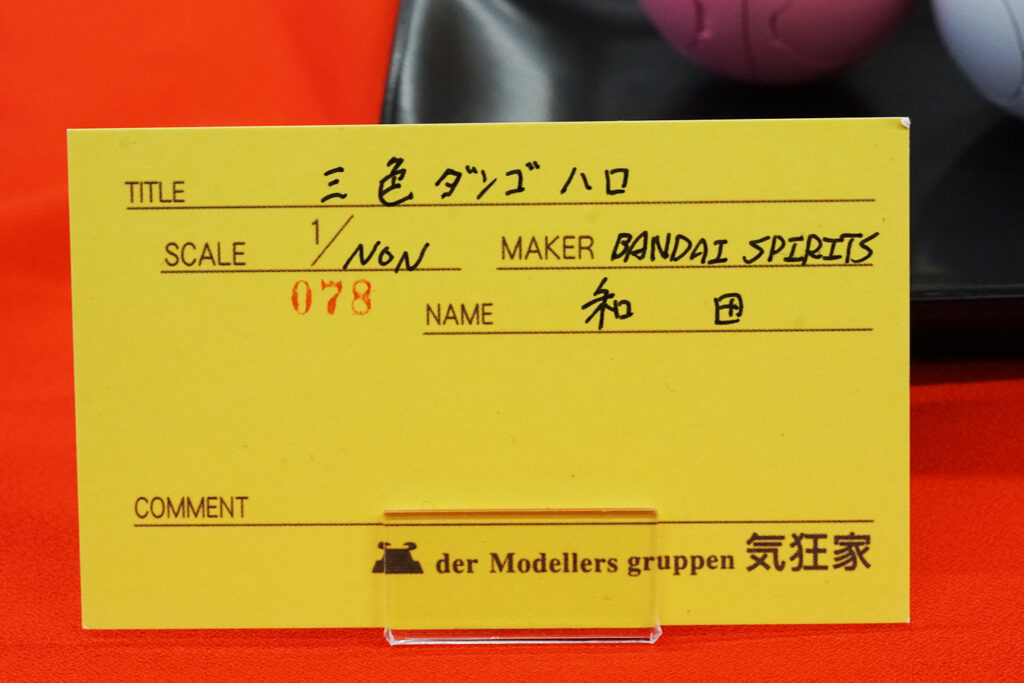 TITLE 三色ダンゴハロ
SCALE 1/NON MAKER BANDAI SPIRITS
078 NAME 和田
COMMENT
der Modellers gruppen 気狂家